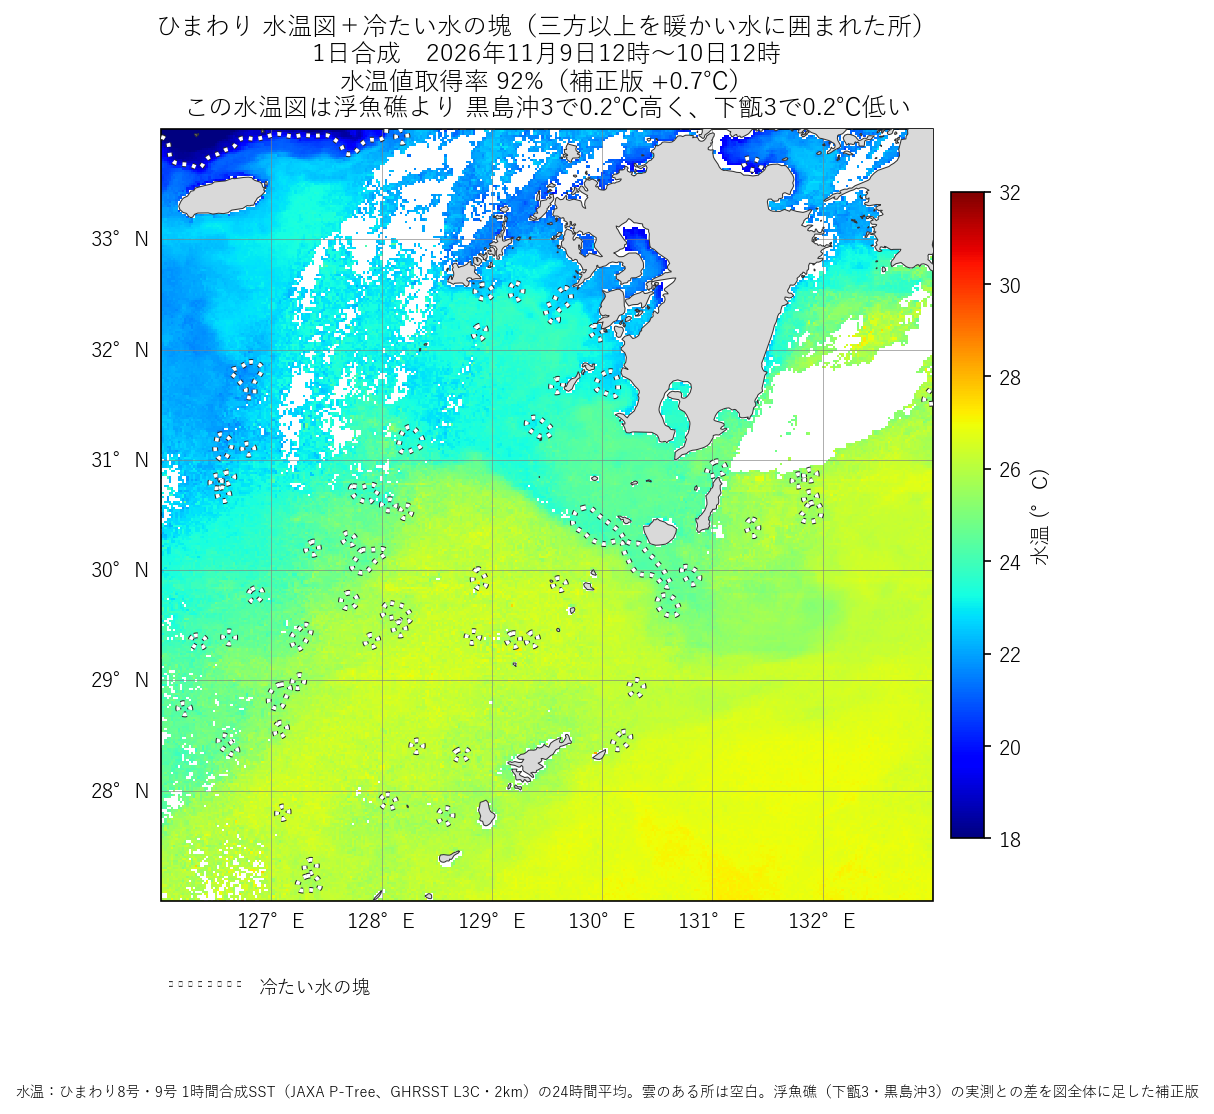 ひまわり 水温図＋冷たい水の塊（三方以上を暖かい水に囲まれた所）
1日合成　2026年11月9日12時～10日12時
水温値取得率 92%（補正版 +0.7℃）
この水温図は浮魚礁より 黒島沖3で0.2℃高く、下甑3で0.2℃低い
33° N
32° N
31° N
30° N
29° N
28° N
127° E
128° E
129° E
130° E
131° E
132° E
32
30
28
26
24
22
20
18
水温 (° C)
冷たい水の塊
水温：ひまわり8号・9号 1時間合成SST（JAXA P-Tree、GHRSST L3C・2km）の24時間平均。雲のある所は空白。浮魚礁（下甑3・黒島沖3）の実測との差を図全体に足した補正版